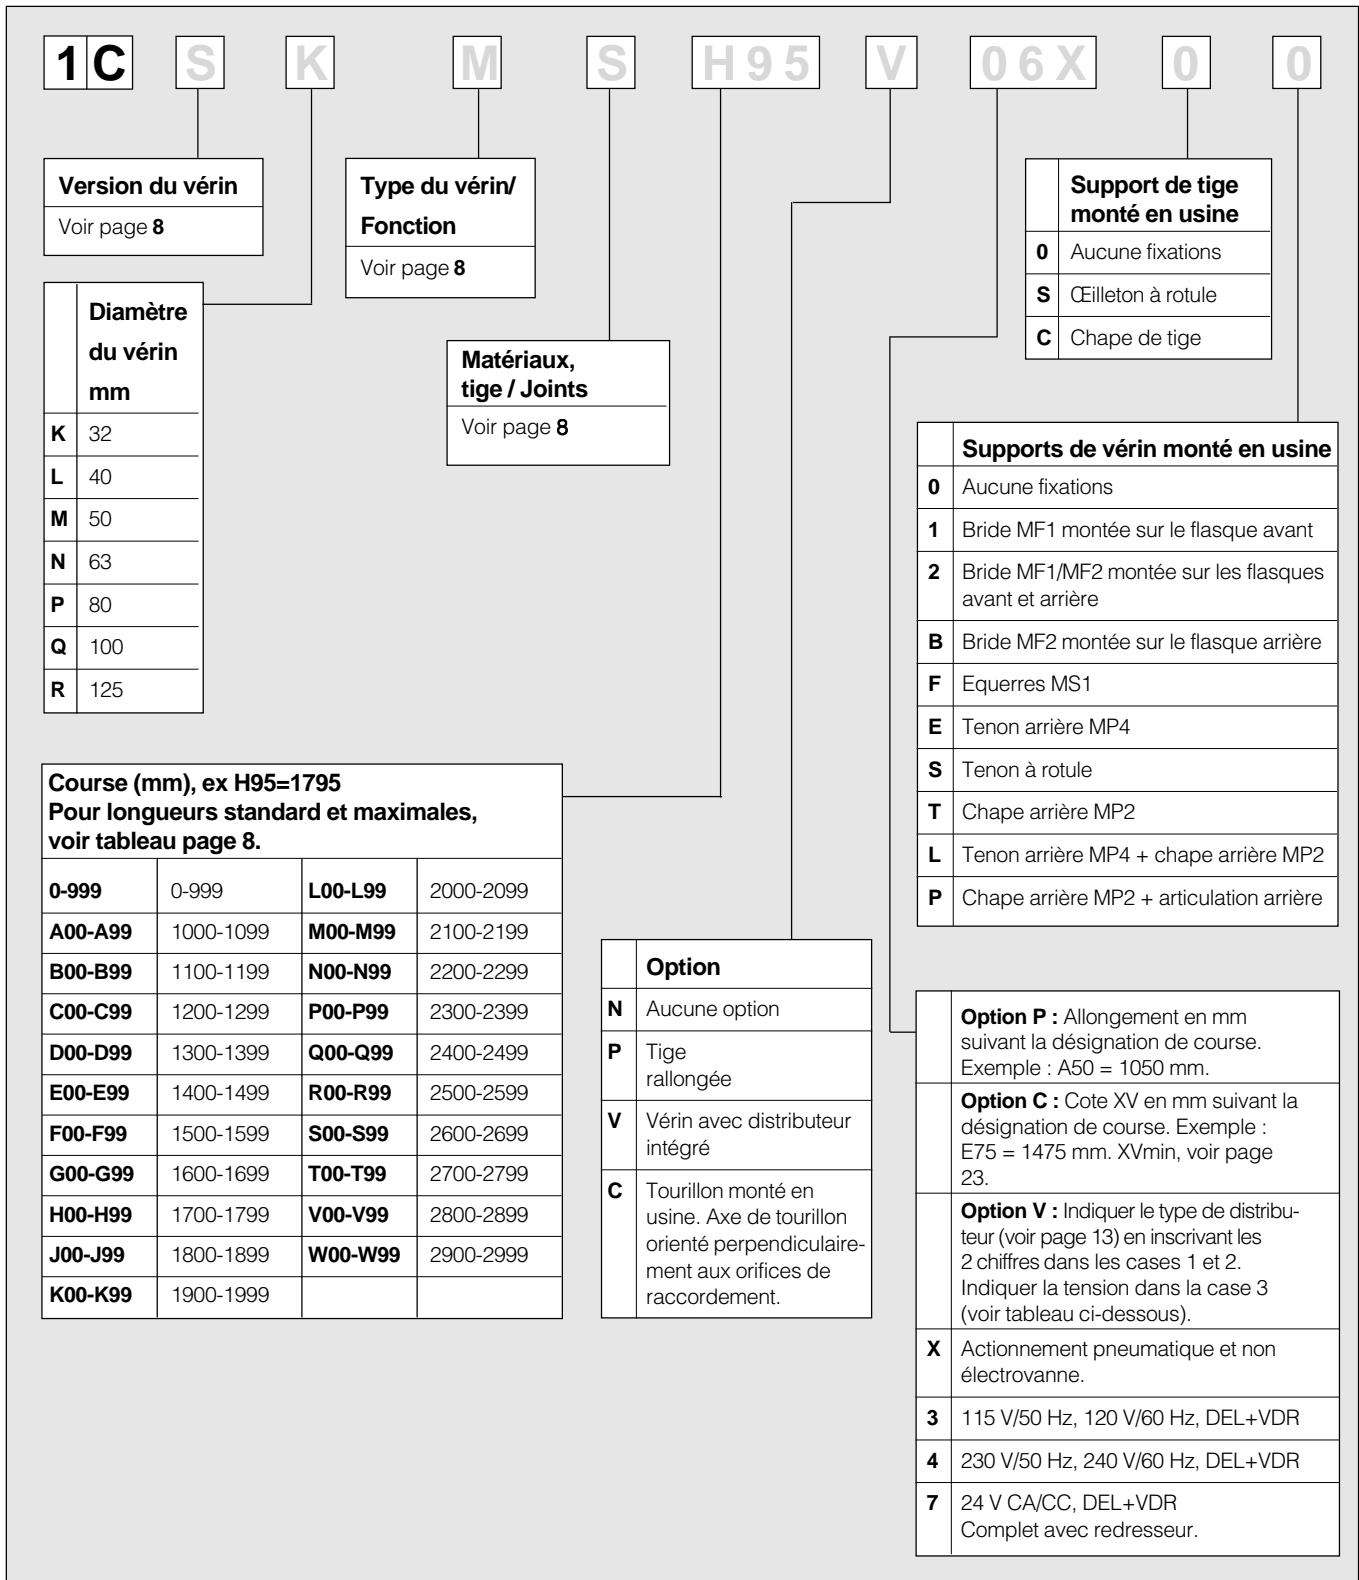 1 C S K M S H 9 5 V 0 6 X 0 0
Version du vérin
Voir page 8
Type du vérin/
Fonction
Voir page 8
Matériaux,
tige / Joints
Voir page 8
Support de tige
monté en usine
0 Aucune fixations
S Œilleton à rotule
C Chape de tige
Diamètre
du vérin
mm
K 32
L 40
M 50
N 63
P 80
Q 100
R 125
Supports de vérin monté en usine
0 Aucune fixations
1 Bride MF1 montée sur le flasque avant
2 Bride MF1/MF2 montée sur les flasques
avant et arrière
B Bride MF2 montée sur le flasque arrière
F Equerres MS1
E Tenon arrière MP4
S Tenon à rotule
T Chape arrière MP2
L Tenon arrière MP4 + chape arrière MP2
P Chape arrière MP2 + articulation arrière
Course (mm), ex H95=1795
Pour longueurs standard et maximales,
voir tableau page 8.
0-999 0-999 L00-L99 2000-2099
A00-A99 1000-1099 M00-M99 2100-2199
B00-B99 1100-1199 N00-N99 2200-2299
C00-C99 1200-1299 P00-P99 2300-2399
D00-D99 1300-1399 Q00-Q99 2400-2499
E00-E99 1400-1499 R00-R99 2500-2599
F00-F99 1500-1599 S00-S99 2600-2699
G00-G99 1600-1699 T00-T99 2700-2799
H00-H99 1700-1799 V00-V99 2800-2899
J00-J99 1800-1899 W00-W99 2900-2999
K00-K99 1900-1999
Option
N Aucune option
P Tige
rallongée
V Vérin avec distributeur
intégré
C Tourillon monté en
usine. Axe de tourillon
orienté perpendiculaire-
ment aux orifices de
raccordement.
Option P : Allongement en mm
suivant la désignation de course.
Exemple : A50 = 1050 mm.
Option C : Cote XV en mm suivant la
désignation de course. Exemple :
E75 = 1475 mm. XVmin, voir page
23.
Option V : Indiquer le type de distribu-
teur (voir page 13) en inscrivant les
2 chiffres dans les cases 1 et 2.
Indiquer la tension dans la case 3
(voir tableau ci-dessous).
X Actionnement pneumatique et non
électrovanne.
3 115 V/50 Hz, 120 V/60 Hz, DEL+VDR
4 230 V/50 Hz, 240 V/60 Hz, DEL+VDR
7 24 V CA/CC, DEL+VDR
Complet avec redresseur.